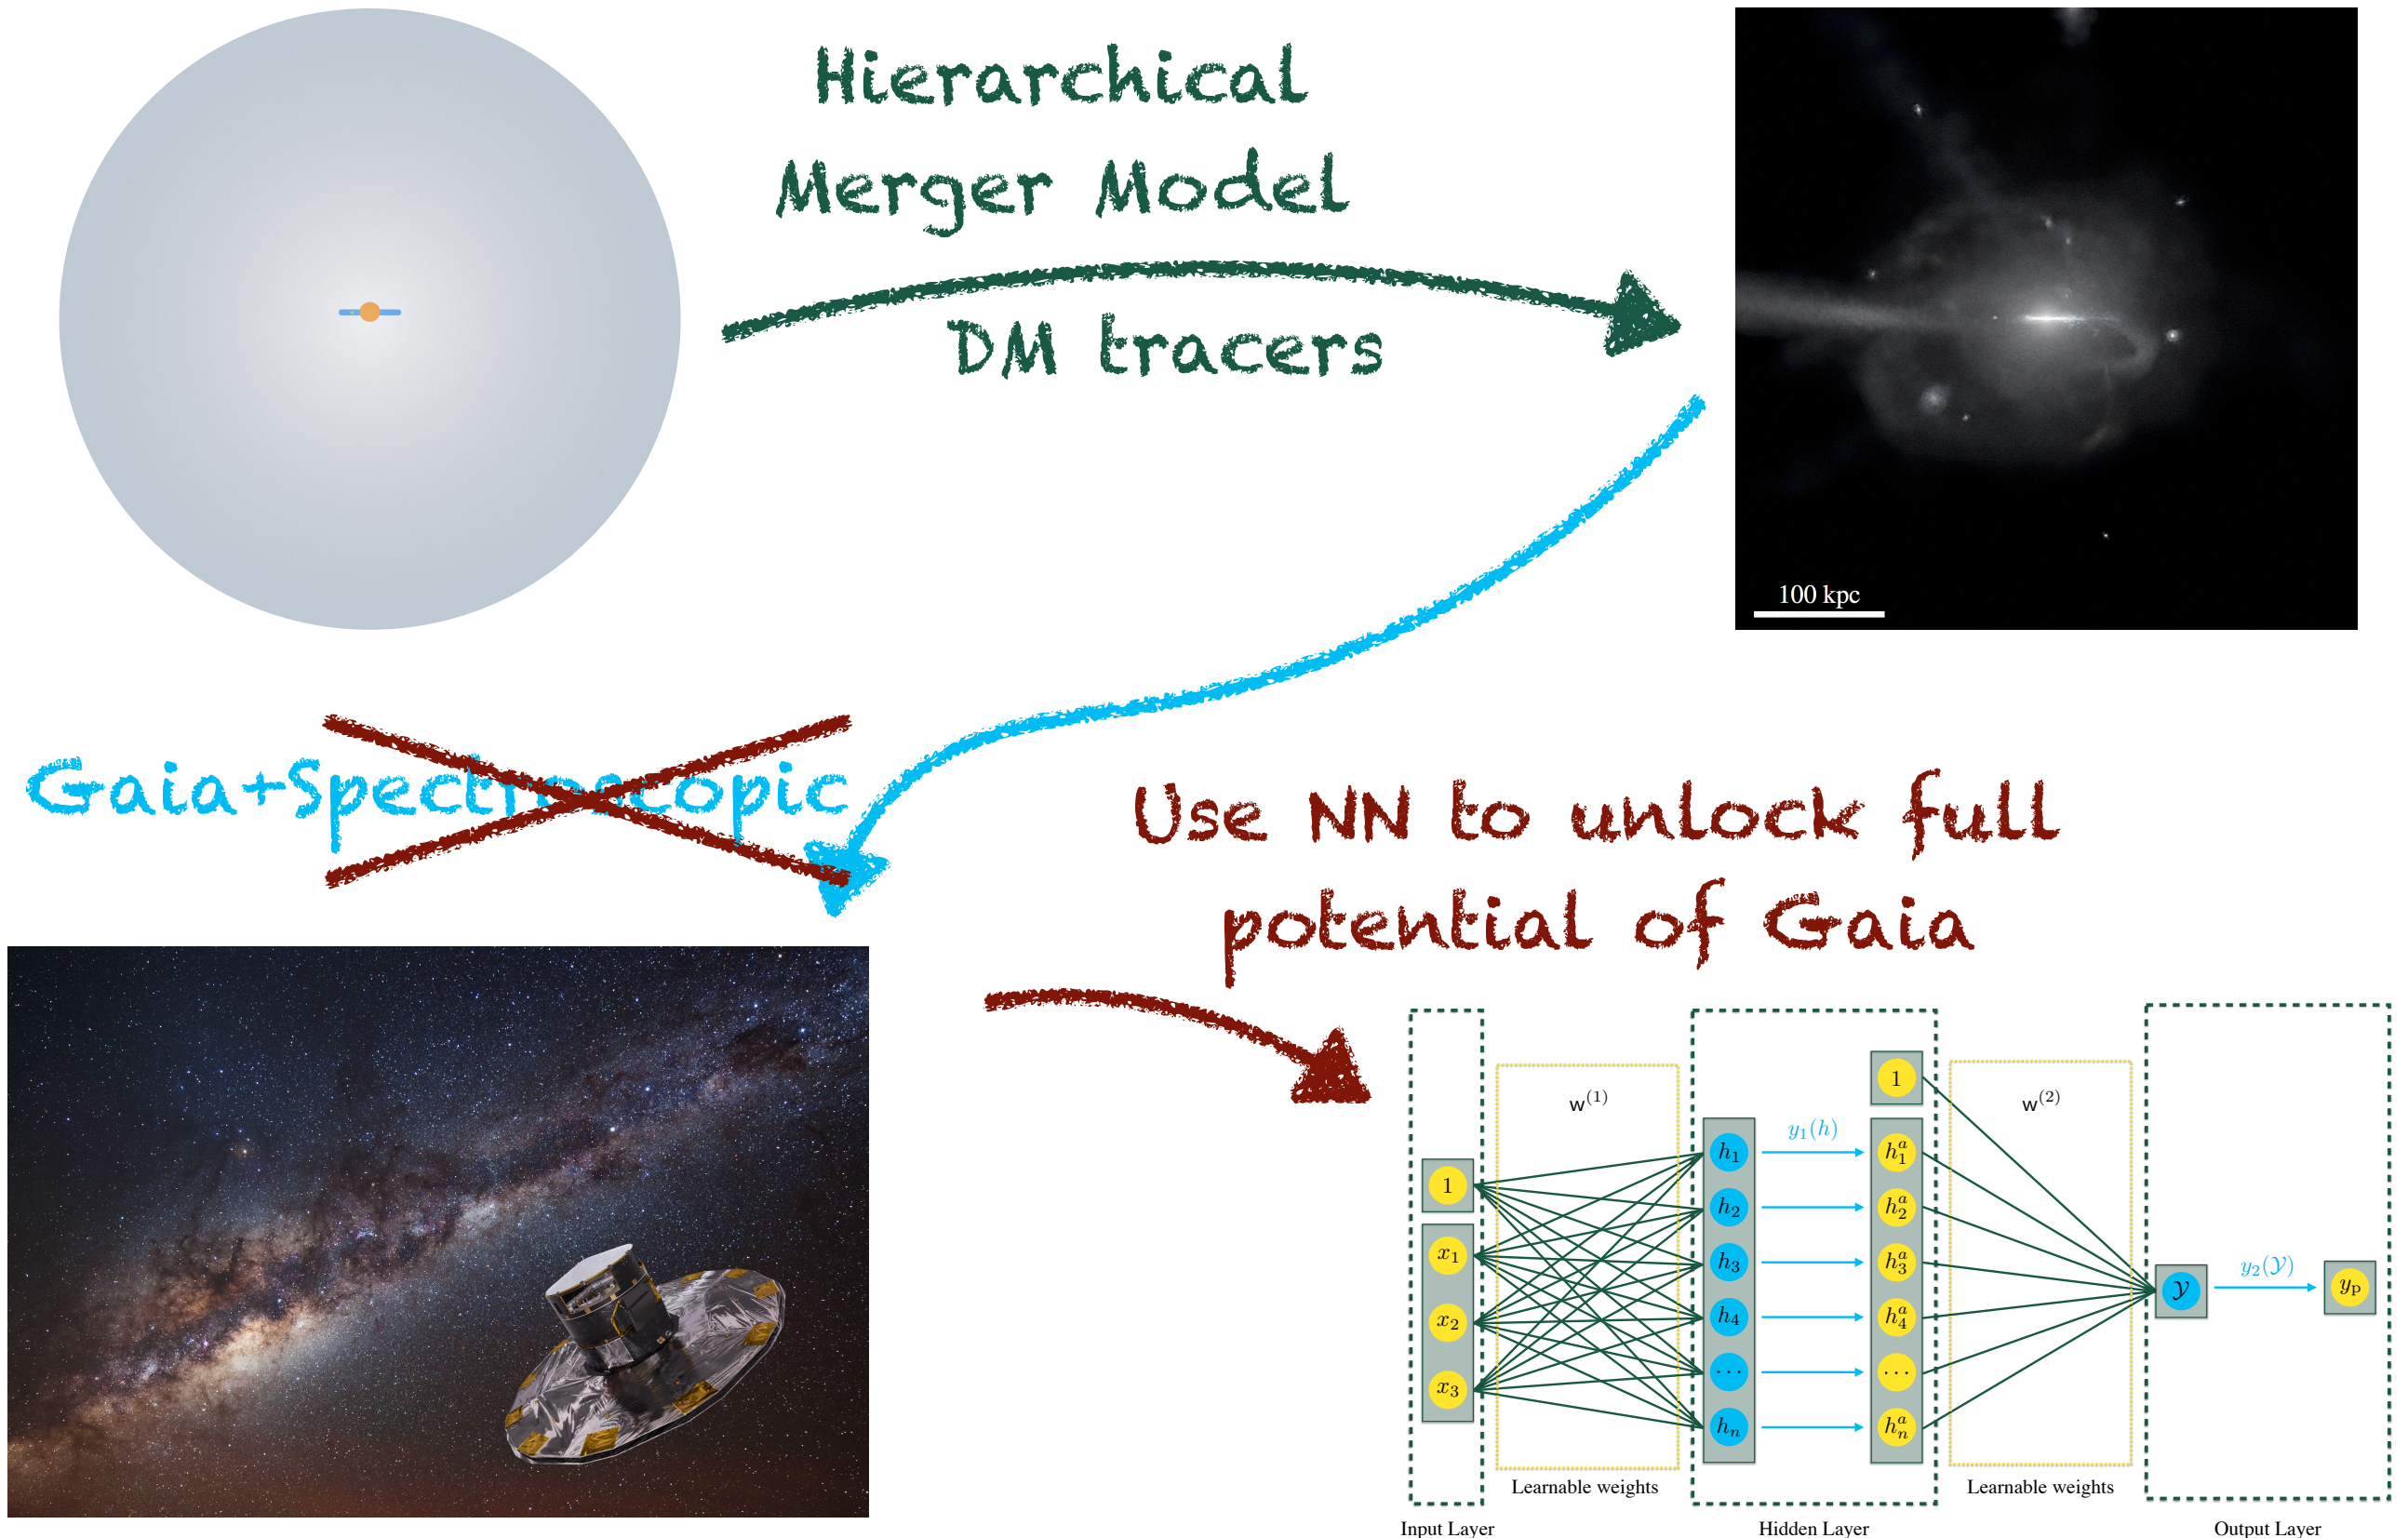 Hierarchical
Merger Model
DM tracers
100 kpc
Gaia+Spectroscopic
Use NN to unlock full
potential of Gaia
1
x₁
x₂
x₃
w⁽¹⁾
Learnable weights
h₁
h₂
h₃
h₄
...
hₙ
y₁(h)
1
h₁ᵃ
h₂ᵃ
h₃ᵃ
h₄ᵃ
...
hₙᵃ
w⁽²⁾
Learnable weights
𝒴
y₂(𝒴)
yₚ
Input Layer
Hidden Layer
Output Layer